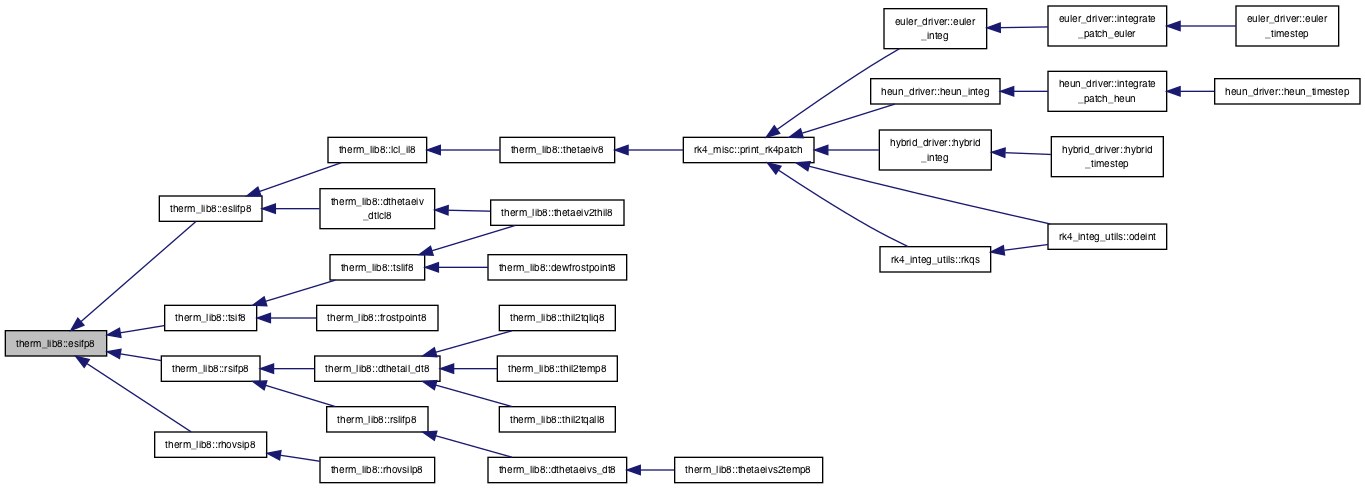 euler_driver::euler
_integ
euler_driver::integrate
_patch_euler
euler_driver::euler
_timestep
heun_driver::heun_integ
heun_driver::integrate
_patch_heun
heun_driver::heun_timestep
therm_lib8::lcl_il8
therm_lib8::thetaeiv8
rk4_misc::print_rk4patch
hybrid_driver::hybrid
_integ
hybrid_driver::hybrid
_timestep
therm_lib8::eslifp8
therm_lib8::dthetaeiv
_dtlcl8
therm_lib8::thetaeiv2thil8
rk4_integ_utils::odeint
rk4_integ_utils::rkqs
therm_lib8::tslif8
therm_lib8::dewfrostpoint8
therm_lib8::tsif8
therm_lib8::frostpoint8
therm_lib8::thil2tqliq8
therm_lib8::esifp8
therm_lib8::rsifp8
therm_lib8::dthetail_dt8
therm_lib8::thil2temp8
therm_lib8::rslifp8
therm_lib8::thil2tqall8
therm_lib8::rhovsip8
therm_lib8::rhovsilp8
therm_lib8::dthetaeivs_dt8
therm_lib8::thetaeivs2temp8